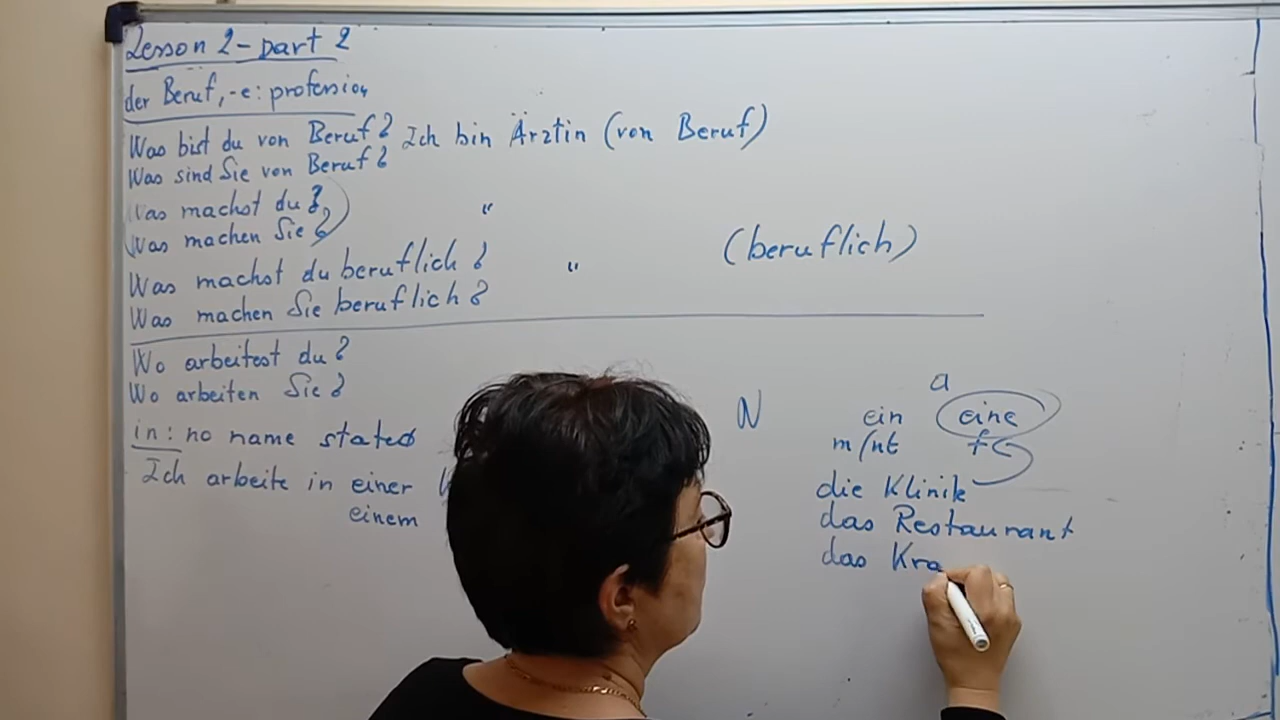 Lesson 2 - part 2
der Beruf, -e: profession
Was bist du von Beruf? Ich bin Ärztin (von Beruf)
Was sind Sie von Beruf?
Was machst du? "
Was machen Sie?
(beruflich)
Was machst du beruflich? "
Was machen Sie beruflich?
Wo arbeitest du?
Wo arbeiten Sie?
a
N ein eine
in: no name stated m/nt f
Ich arbeite in einer die Klinik
einem das Restaurant
das Kra